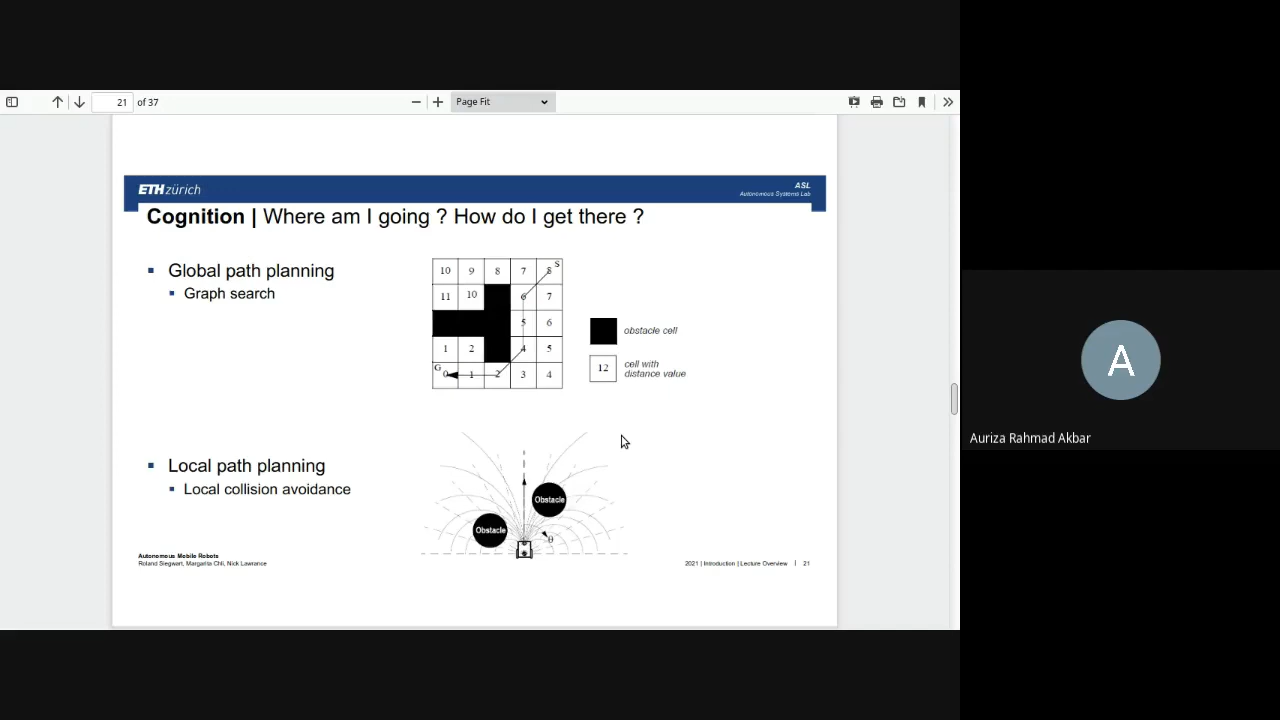 21 of 37
Page Fit
ETH zürich
ASL
Autonomous Systems Lab
Cognition | Where am I going ? How do I get there ?
Global path planning
Graph search
10 9 8 7 8 S
11 10 6 7
5 6
1 2 4 5
G 0 1 2 3 4
obstacle cell
12
cell with
distance value
Local path planning
Local collision avoidance
Obstacle
Obstacle
θ
Autonomous Mobile Robots
Roland Siegwart, Margarita Chli, Nick Lawrance
2021 | Introduction | Lecture Overview | 21
A
Auriza Rahmad Akbar